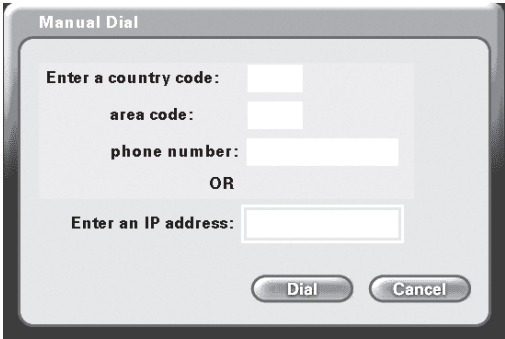 Manual Dial
Enter a country code:
area code:
phone number:
OR
Enter an IP address:
Dial Cancel